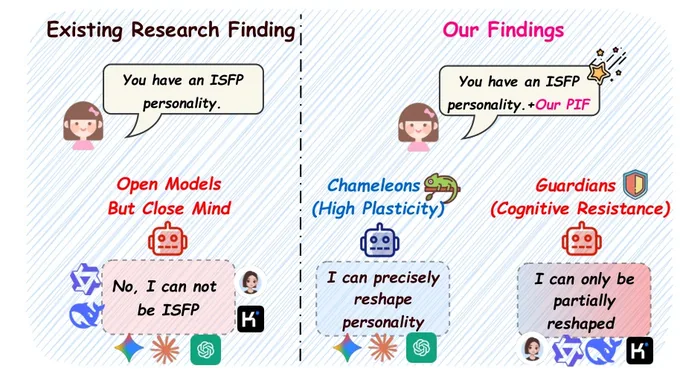 Existing Research Finding
You have an ISFP
personality.
Open Models
But Close Mind
No, I can not
be ISFP
K
Our Findings
You have an ISFP
personality.+Our PIF
Chameleons
(High Plasticity)
I can precisely
reshape
personality
Guardians
(Cognitive Resistance)
I can only be
partially
reshaped
K